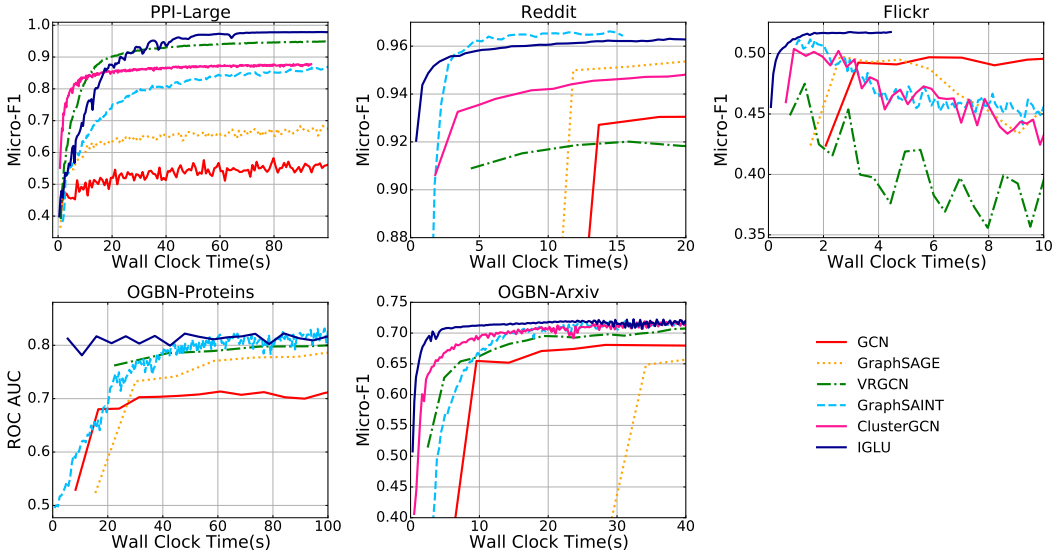 PPI-Large
Micro-F1
1.0
0.9
0.8
0.7
0.6
0.5
0.4
0 20 40 60 80
Wall Clock Time(s)
Reddit
Micro-F1
0.96
0.94
0.92
0.90
0.88
0 5 10 15 20
Wall Clock Time(s)
Flickr
Micro-F1
0.50
0.45
0.40
0.35
0 2 4 6 8 10
Wall Clock Time(s)
OGBN-Proteins
ROC AUC
0.8
0.7
0.6
0.5
0 20 40 60 80 100
Wall Clock Time(s)
OGBN-Arxiv
Micro-F1
0.75
0.70
0.65
0.60
0.55
0.50
0.45
0.40
0 10 20 30 40
Wall Clock Time(s)
GCN
GraphSAGE
VRGCN
GraphSAINT
ClusterGCN
IGLU